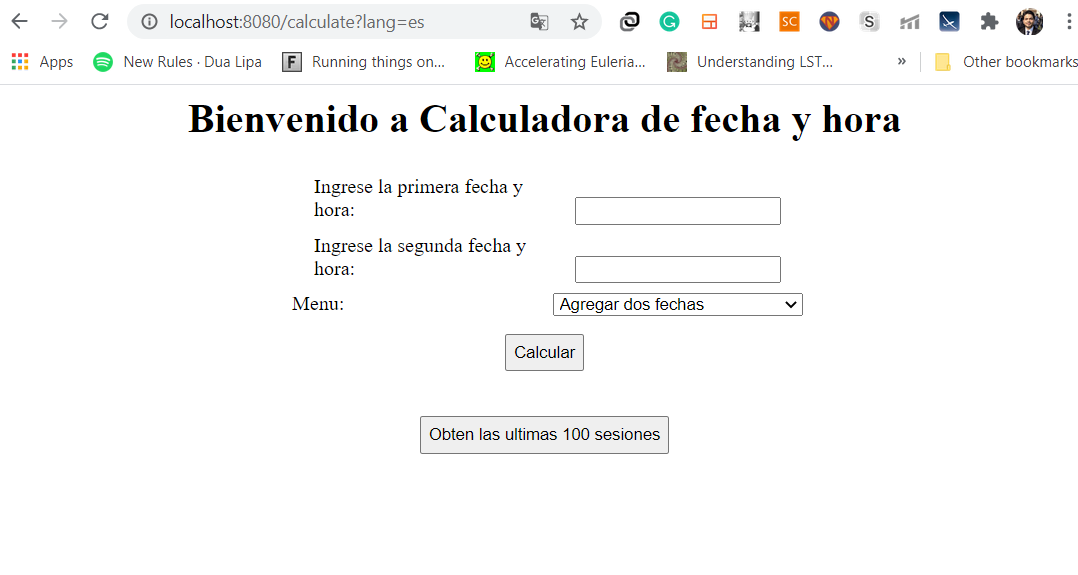 localhost:8080/calculate?lang=es
SC
S
Apps
New Rules · Dua Lipa
F
Running things on...
Accelerating Euleria...
Understanding LST...
»
Other bookmarks
Bienvenido a Calculadora de fecha y hora
Ingrese la primera fecha y
hora:
Ingrese la segunda fecha y
hora:
Menu:
Agregar dos fechas
Calcular
Obten las ultimas 100 sesiones